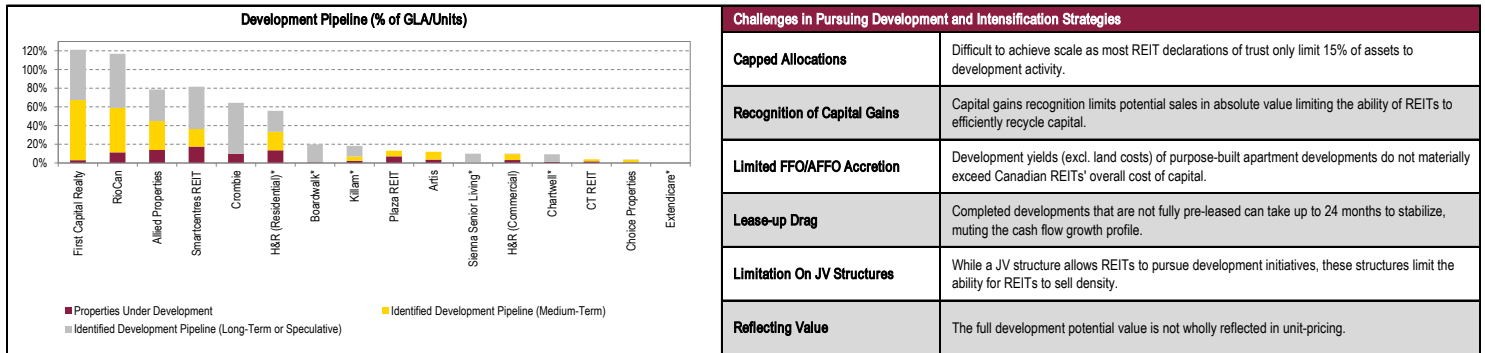 Development Pipeline (% of GLA/Units)
120%
100%
80%
60%
40%
20%
0%
First Capital Realty
RioCan
Allied Properties
Smartcentres REIT
Crombie
H&R (Residential)*
Boardwalk*
Killam*
Plaza REIT
Artis
Sienna Senior Living*
H&R (Commercial)
Chartwell*
CT REIT
Choice Properties
Extendicare*
Properties Under Development
Identified Development Pipeline (Medium-Term)
Identified Development Pipeline (Long-Term or Speculative)
Challenges in Pursuing Development and Intensification Strategies
Capped Allocations
Difficult to achieve scale as most REIT declarations of trust only limit 15% of assets to
development activity.
Recognition of Capital Gains
Capital gains recognition limits potential sales in absolute value limiting the ability of REITs to
efficiently recycle capital.
Limited FFO/AFFO Accretion
Development yields (excl. land costs) of purpose-built apartment developments do not materially
exceed Canadian REITs' overall cost of capital.
Lease-up Drag
Completed developments that are not fully pre-leased can take up to 24 months to stabilize,
muting the cash flow growth profile.
Limitation On JV Structures
While a JV structure allows REITs to pursue development initiatives, these structures limit the
ability for REITs to sell density.
Reflecting Value
The full development potential value is not wholly reflected in unit-pricing.